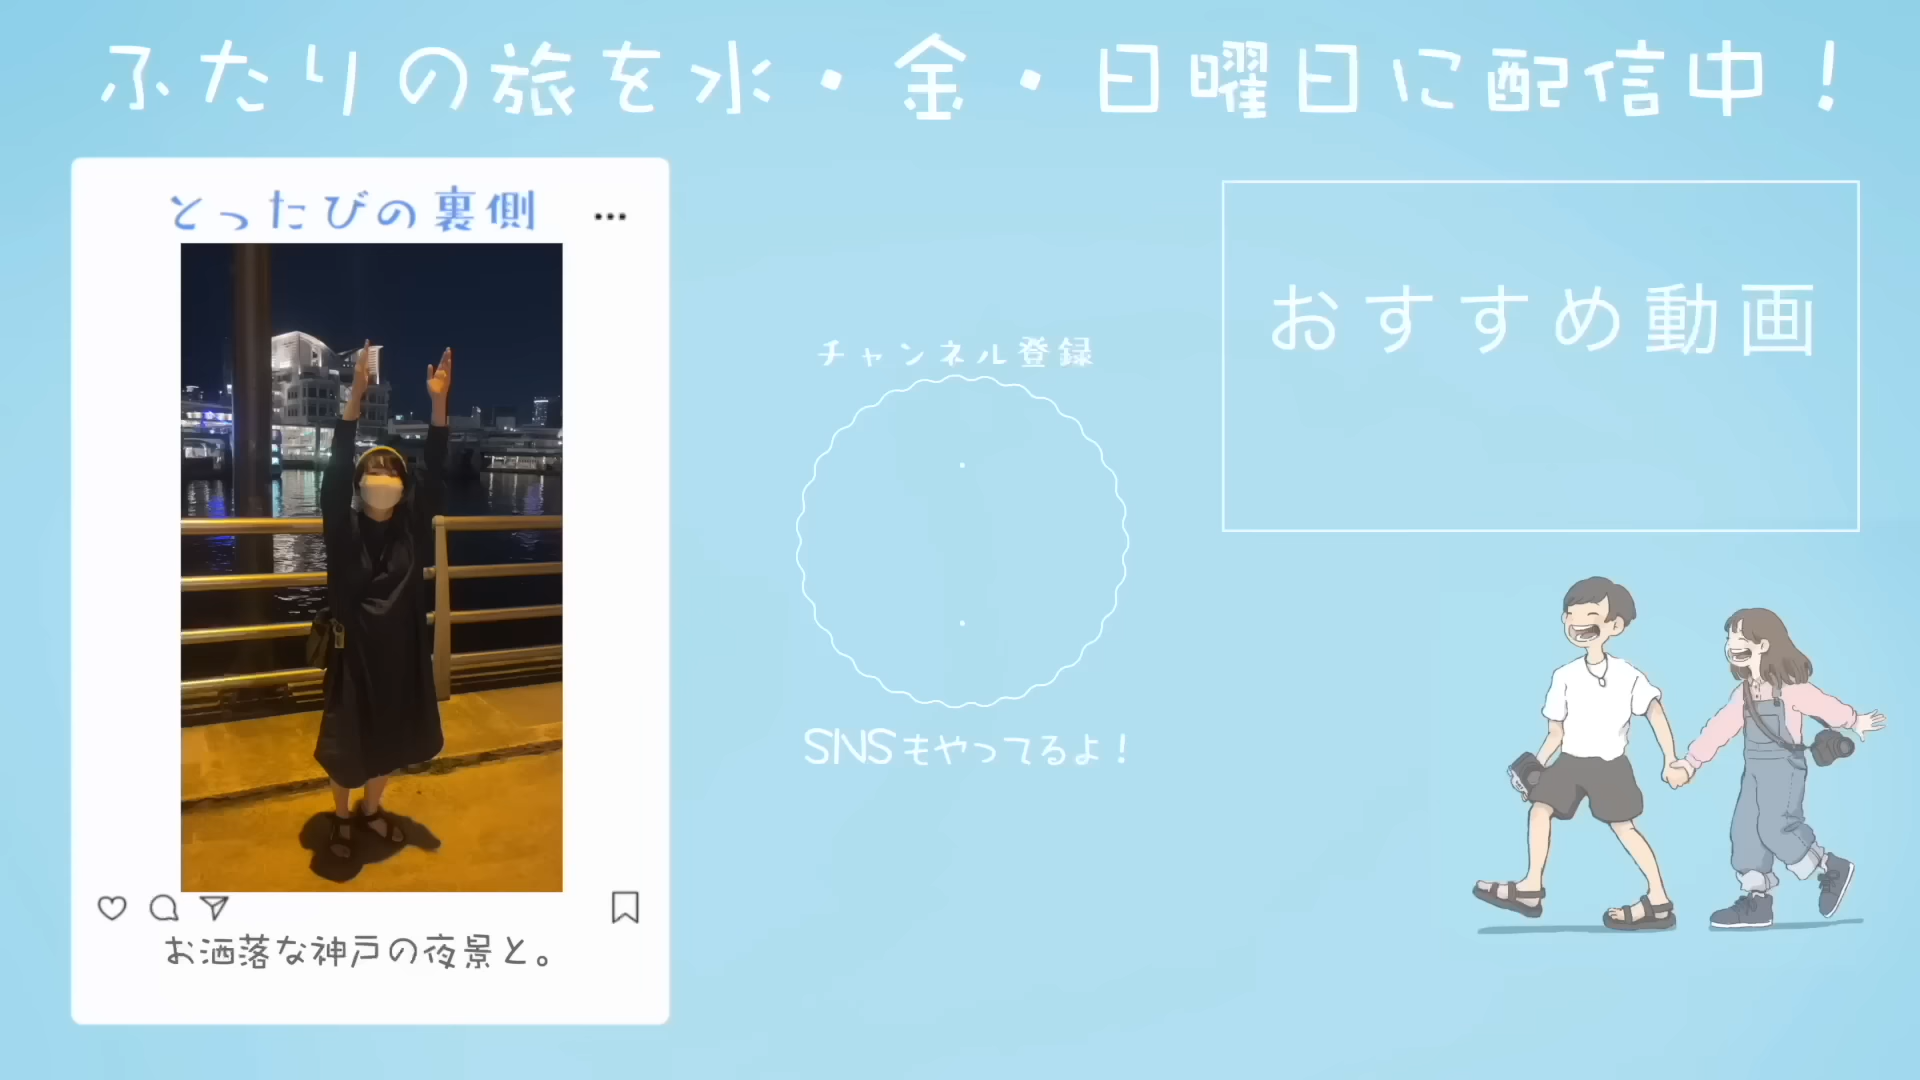 ふたりの旅を水・金・日曜日に配信中！
とったびの裏側
お洒落な神戸の夜景と。
チャンネル登録
SNSもやってるよ！
おすすめ動画